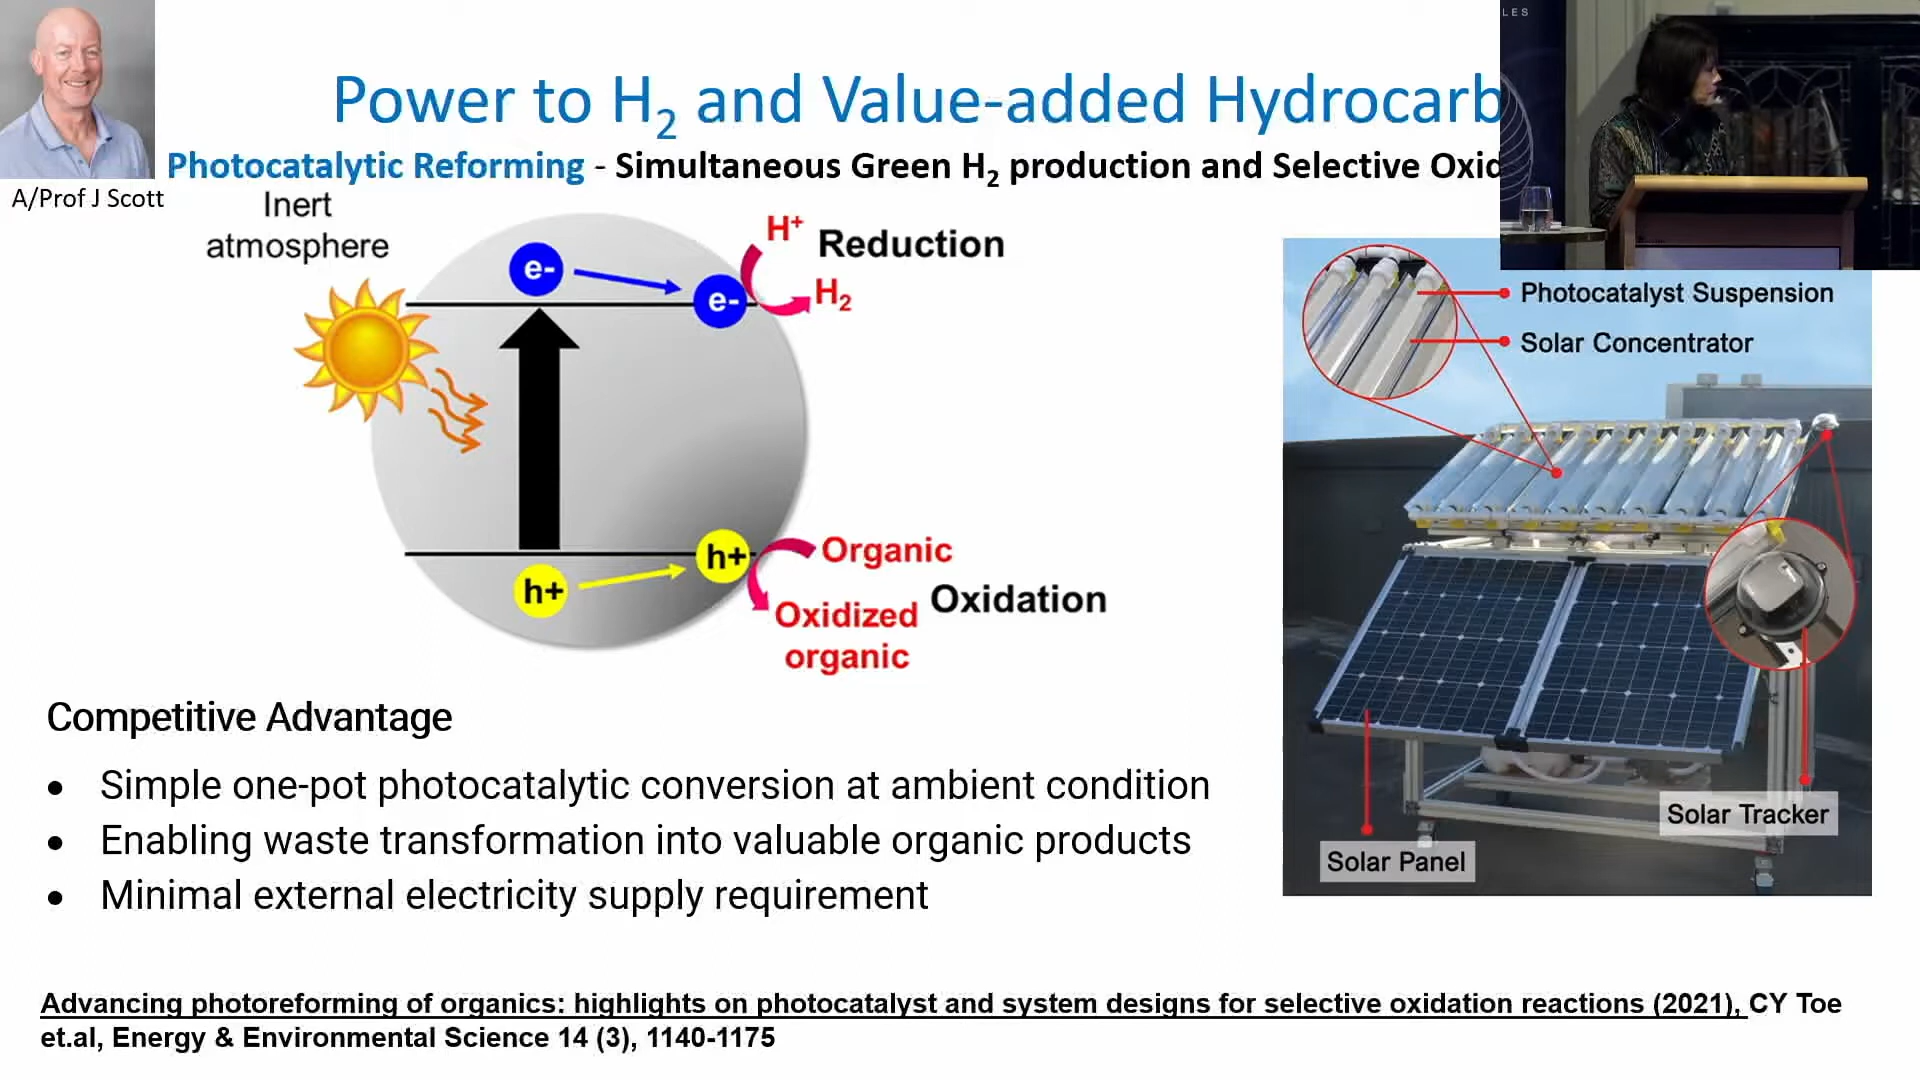 LES
Power to H2 and Value-added Hydrocarb
Photocatalytic Reforming - Simultaneous Green H2 production and Selective Oxid
A/Prof J Scott
Inert
atmosphere
e-
e-
H+
Reduction
H2
h+
h+
Organic
Oxidized
organic
Oxidation
Photocatalyst Suspension
Solar Concentrator
Solar Tracker
Solar Panel
Competitive Advantage
• Simple one-pot photocatalytic conversion at ambient condition
• Enabling waste transformation into valuable organic products
• Minimal external electricity supply requirement
Advancing photoreforming of organics: highlights on photocatalyst and system designs for selective oxidation reactions (2021), CY Toe
et.al, Energy & Environmental Science 14 (3), 1140-1175